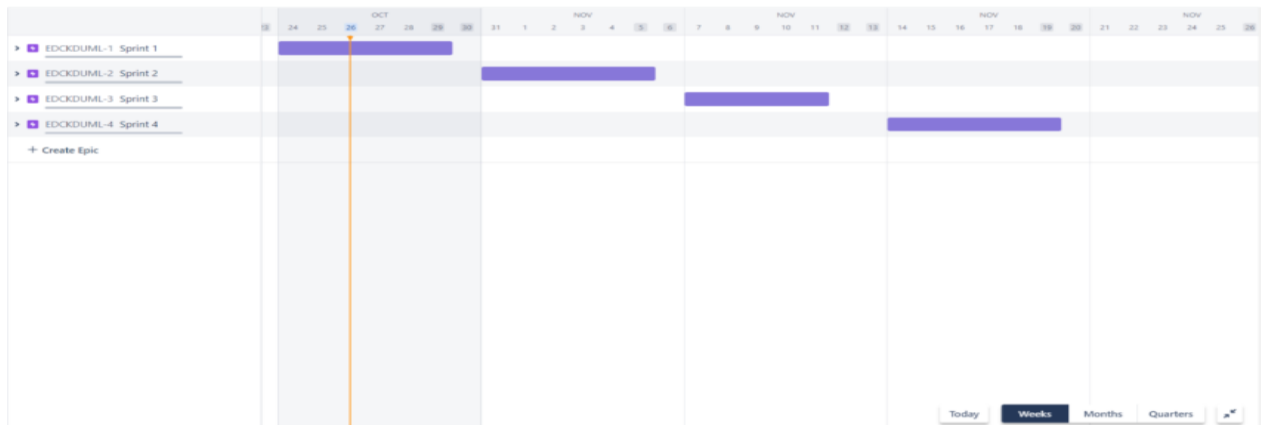 OCT NOV NOV NOV NOV
23 24 25 26 27 28 29 30 31 1 2 3 4 5 6 7 8 9 10 11 12 13 14 15 16 17 18 19 20 21 22 23 24 25 26
EDCKDUML-1 Sprint 1
EDCKDUML-2 Sprint 2
EDCKDUML-3 Sprint 3
EDCKDUML-4 Sprint 4
+ Create Epic
Today Weeks Months Quarters